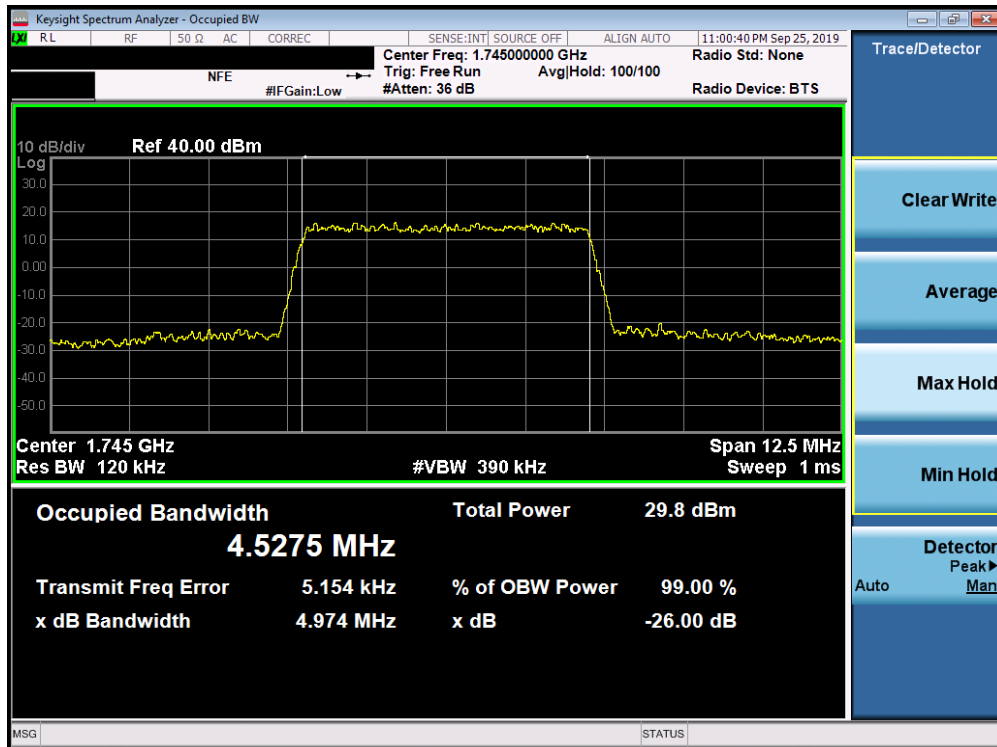 Keysight Spectrum Analyzer - Occupied BW
LXI RL RF 50 Ω AC CORREC SENSE:INT SOURCE OFF ALIGN AUTO 11:00:40 PM Sep 25, 2019
Center Freq: 1.745000000 GHz Radio Std: None
NFE Trig: Free Run Avg|Hold: 100/100
#IFGain:Low #Atten: 36 dB Radio Device: BTS
Trace/Detector
10 dB/div Ref 40.00 dBm
Log
30.0
20.0
10.0
0.00
-10.0
-20.0
-30.0
-40.0
-50.0
Center 1.745 GHz Span 12.5 MHz
Res BW 120 kHz #VBW 390 kHz Sweep 1 ms
Occupied Bandwidth Total Power 29.8 dBm
4.5275 MHz
Transmit Freq Error 5.154 kHz % of OBW Power 99.00 %
x dB Bandwidth 4.974 MHz x dB -26.00 dB
Clear Write
Average
Max Hold
Min Hold
Detector
Peak▶
Auto Man
MSG STATUS